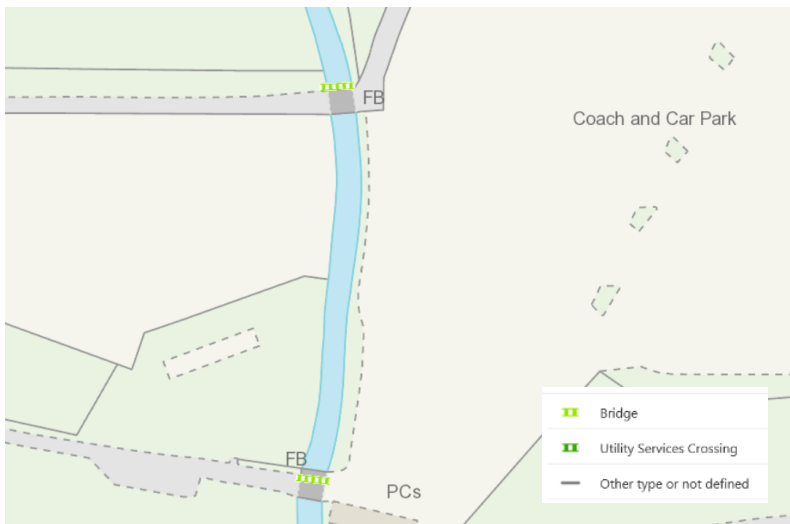 FB
Coach and Car Park
FB
PCs
Bridge
Utility Services Crossing
Other type or not defined